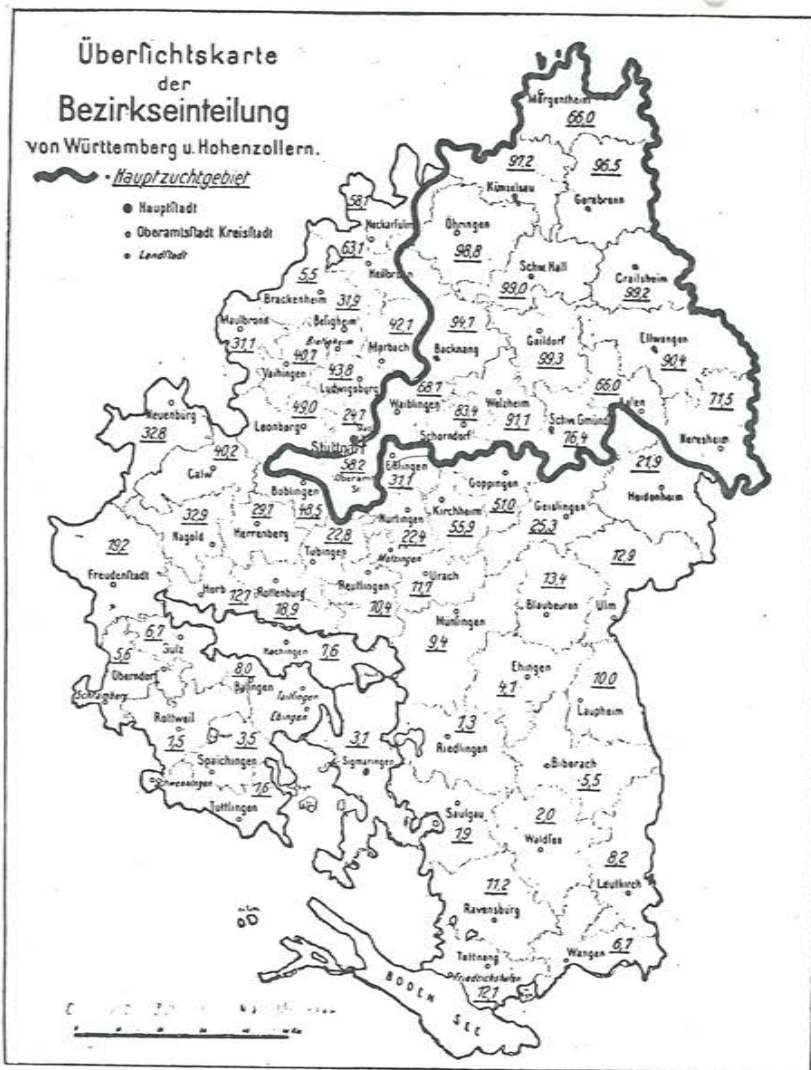 Überſichtskarte
der
Bezirkseinteilung
von Württemberg u. Hohenzollern.
Hauptzuchtgebiet
Hauptſtadt
Oberamtsſtadt Kreisſtadt
Landſtadt
Mergentheim
66,0
97,2
Künzelsau
96,5
Gerabronn
58,1
Neckarsulm
Öhringen
98,8
63,1
Heilbronn
Schw. Hall
99,0
Crailsheim
99,2
5,5
Brackenheim
31,9
Beſigheim
42,1
94,7
Backnang
Gaildorf
99,3
Ellwangen
90,4
Maulbronn
31,1
Bietigheim
Marbach
40,7
Vaihingen
43,8
Ludwigsburg
68,7
Waiblingen
Welzheim
91,1
66,0
Aalen
71,5
Neresheim
49,0
Leonberg
24,7
83,4
Schorndorf
Schw. Gmünd
76,4
Neuenburg
32,8
Stuttgart
58,2
Eßlingen
31,1
21,9
Heidenheim
40,2
Calw
Böblingen
48,5
Göppingen
51,0
Geislingen
25,3
Kirchheim
55,9
32,9
Nagold
29,7
Herrenberg
22,8
Tübingen
Nürtingen
22,4
Metzingen
12,9
19,2
Freudenstadt
Horb
12,7
Rottenburg
18,9
Reutlingen
10,4
Urach
11,7
13,4
Blaubeuren
Ulm
Münſingen
9,4
6,7
Sulz
Hechingen
7,6
5,6
Oberndorf
8,0
Balingen
Tailfingen
Ebingen
Ehingen
4,1
10,0
Laupheim
Schramberg
Rottweil
1,5
3,5
Spaichingen
3,1
Sigmaringen
1,3
Riedlingen
Biberach
5,5
Schwenningen
7,6
Tuttlingen
Saulgau
1,9
2,0
Waldſee
8,2
Leutkirch
11,2
Ravensburg
Tettnang
Friedrichshafen
12,1
Wangen
6,7
BODEN SEE